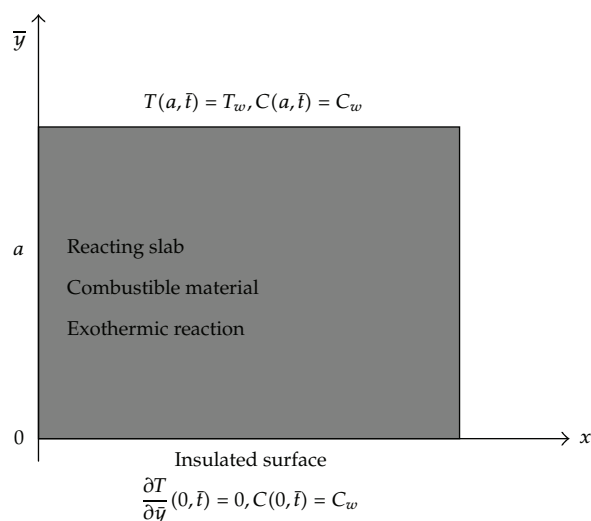 ȳ
T(a, t̄) = T_w, C(a, t̄) = C_w
a
Reacting slab
Combustible material
Exothermic reaction
0
x
Insulated surface
∂T/∂ȳ (0, t̄) = 0, C(0, t̄) = C_w